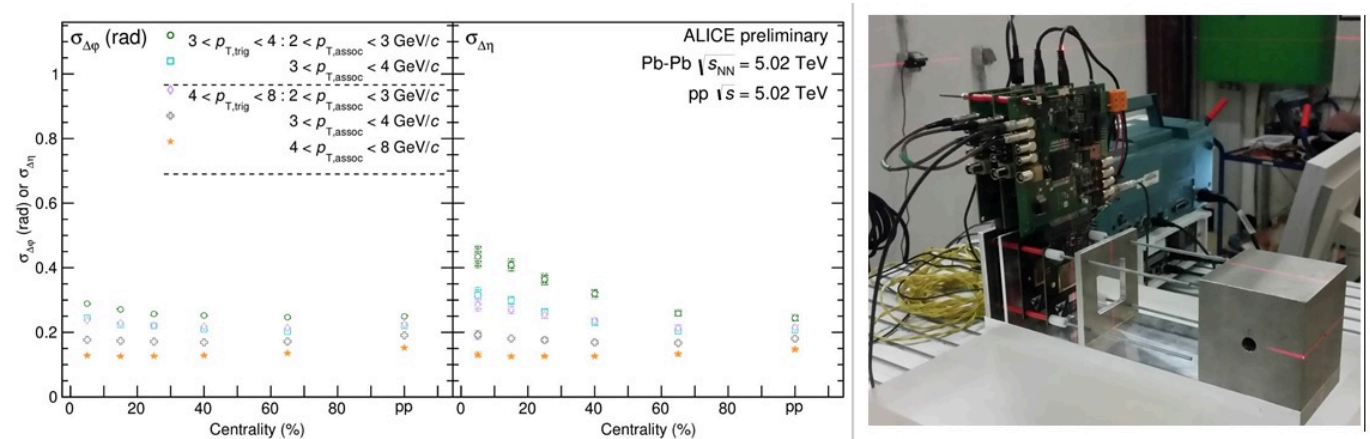 σΔφ (rad)
3 < pT,trig < 4 : 2 < pT,assoc < 3 GeV/c
3 < pT,assoc < 4 GeV/c
4 < pT,trig < 8 : 2 < pT,assoc < 3 GeV/c
3 < pT,assoc < 4 GeV/c
4 < pT,assoc < 8 GeV/c
σΔη
ALICE preliminary
Pb-Pb √sNN = 5.02 TeV
pp √s = 5.02 TeV
σΔφ (rad) or σΔη
1
0.8
0.6
0.4
0.2
0
0 20 40 60 80 pp
Centrality (%)
0 20 40 60 80 pp
Centrality (%)